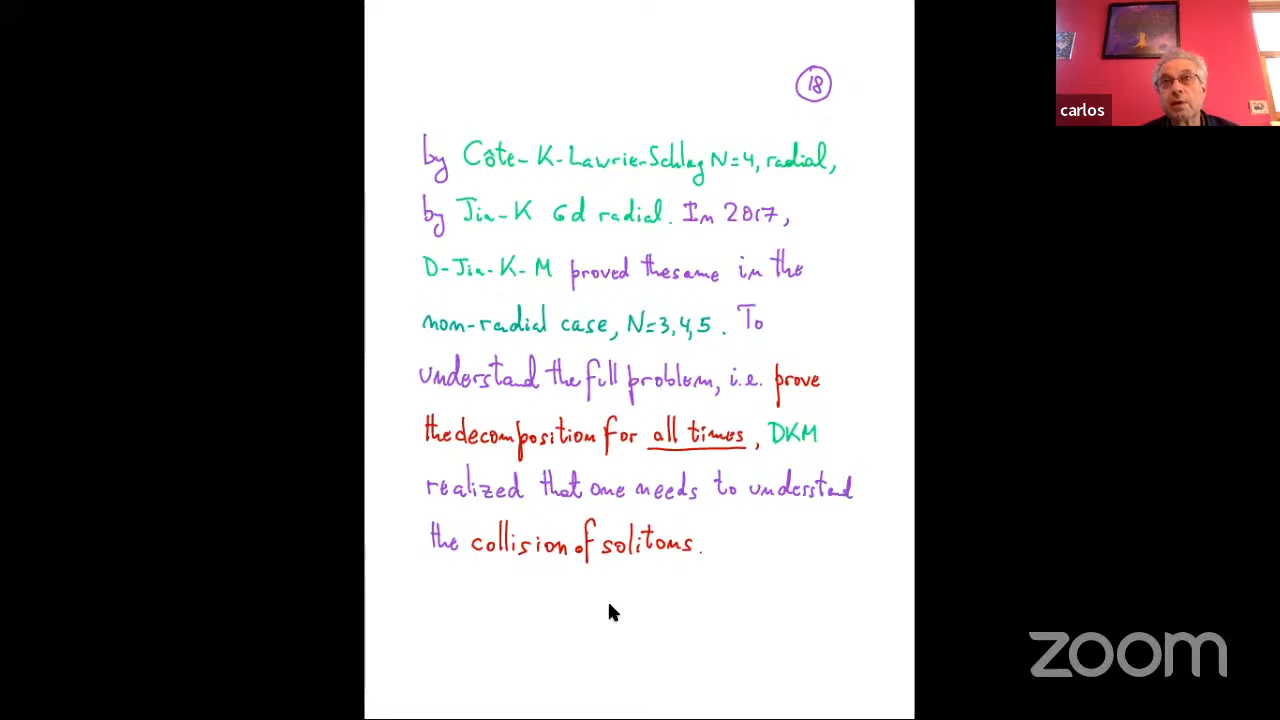 18
carlos
by Côte-K-Lawrie-Schlag N=4, radial,
by Jia-K 6d radial. In 2017,
D-Jia-K-M proved the same in the
non-radial case, N=3,4,5. To
understand the full problem, i.e. prove
the decomposition for all times, DKM
realized that one needs to understand
the collision of solitons.
zoom